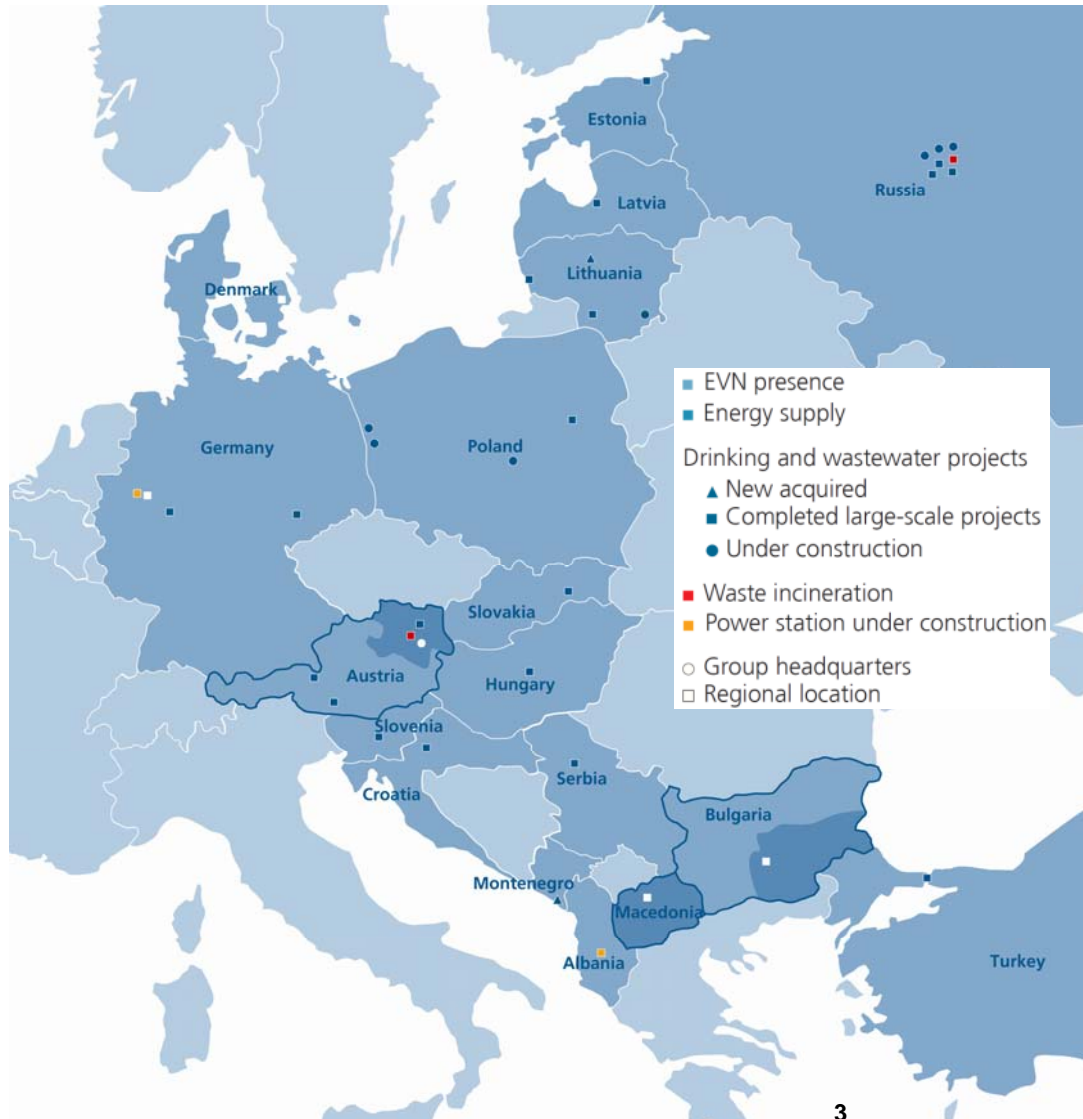 Estonia
Russia
Latvia
Lithuania
Denmark
EVN presence
Energy supply
Drinking and wastewater projects
New acquired
Completed large-scale projects
Under construction
Waste incineration
Power station under construction
Group headquarters
Regional location
Germany
Poland
Slovakia
Austria
Hungary
Slovenia
Serbia
Croatia
Bulgaria
Montenegro
Macedonia
Albania
Turkey
3